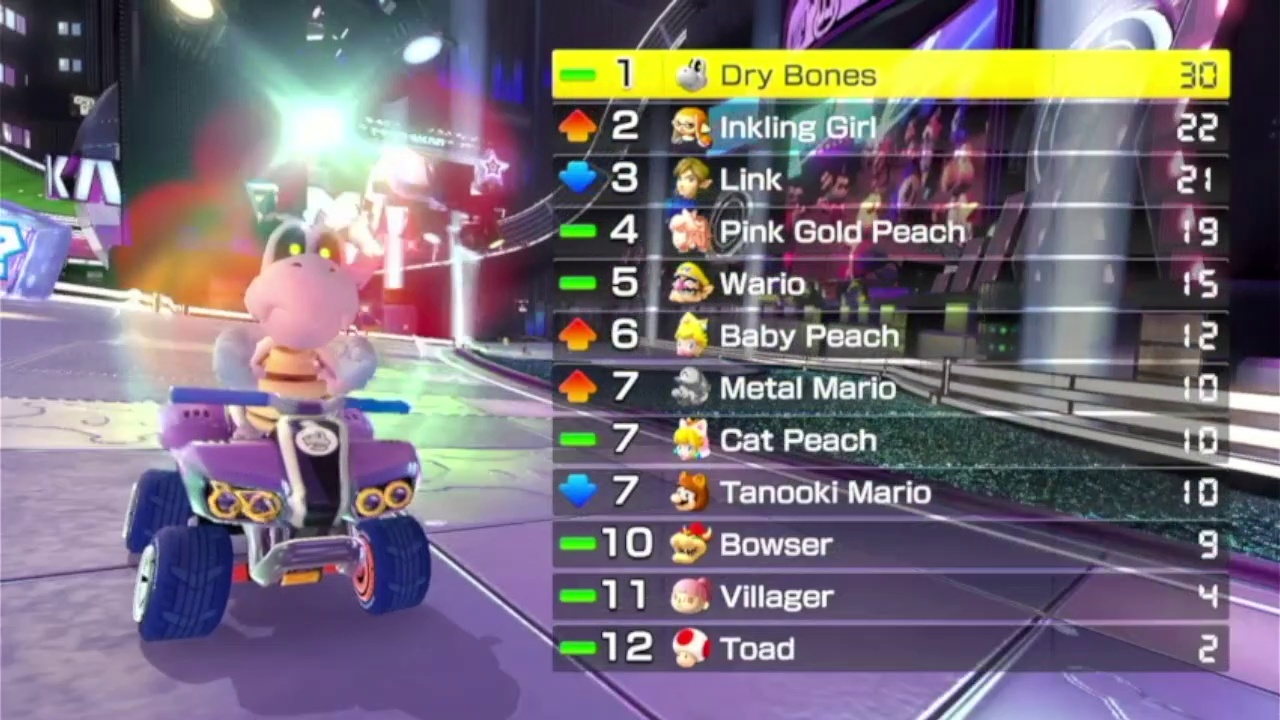 1 Dry Bones 30
2 Inkling Girl 22
3 Link 21
4 Pink Gold Peach 19
5 Wario 15
6 Baby Peach 12
7 Metal Mario 10
7 Cat Peach 10
7 Tanooki Mario 10
10 Bowser 9
11 Villager 4
12 Toad 2